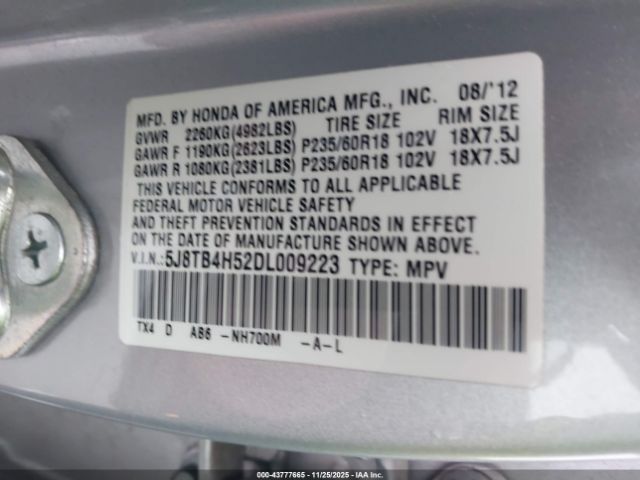 MFD. BY HONDA OF AMERICA MFG., INC. 08/'12
GVWR 2260KG(4982LBS) TIRE SIZE RIM SIZE
GAWR F 1190KG(2623LBS) P235/60R18 102V 18X7.5J
GAWR R 1080KG(2381LBS) P235/60R18 102V 18X7.5J
THIS VEHICLE CONFORMS TO ALL APPLICABLE
FEDERAL MOTOR VEHICLE SAFETY
AND THEFT PREVENTION STANDARDS IN EFFECT
ON THE DATE OF MANUFACTURE SHOWN ABOVE.
V.I.N.:5J8TB4H52DL009223 TYPE: MPV
TX4 D AB6 -NH700M -A-L
000-43777665 - 11/25/2025 - IAA Inc.